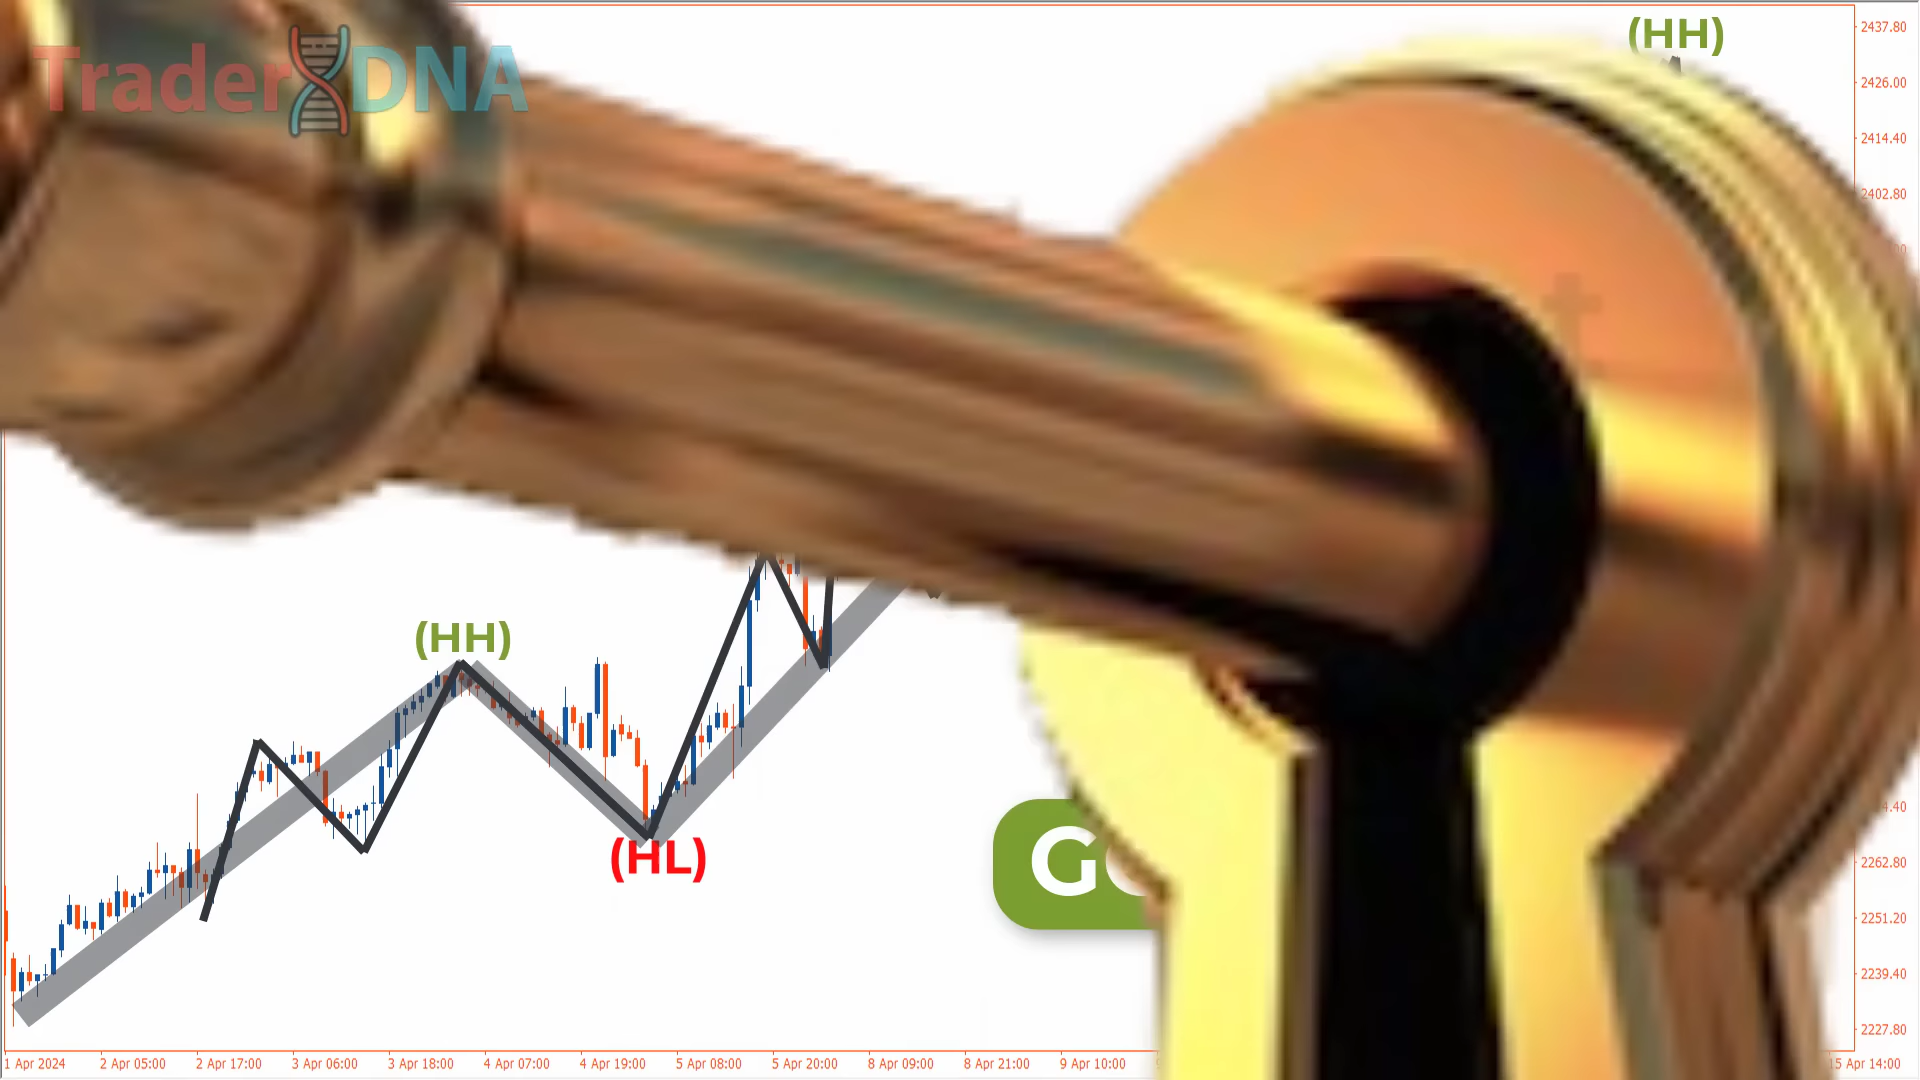 TraderDNA
(HH)
2437.80
2426.00
2414.40
2402.80
(HH)
(HL)
2262.80
2251.20
2239.40
2227.80
1 Apr 2024 2 Apr 05:00 2 Apr 17:00 3 Apr 06:00 3 Apr 18:00 4 Apr 07:00 4 Apr 19:00 5 Apr 08:00 5 Apr 20:00 8 Apr 09:00 8 Apr 21:00 9 Apr 10:00 15 Apr 14:00